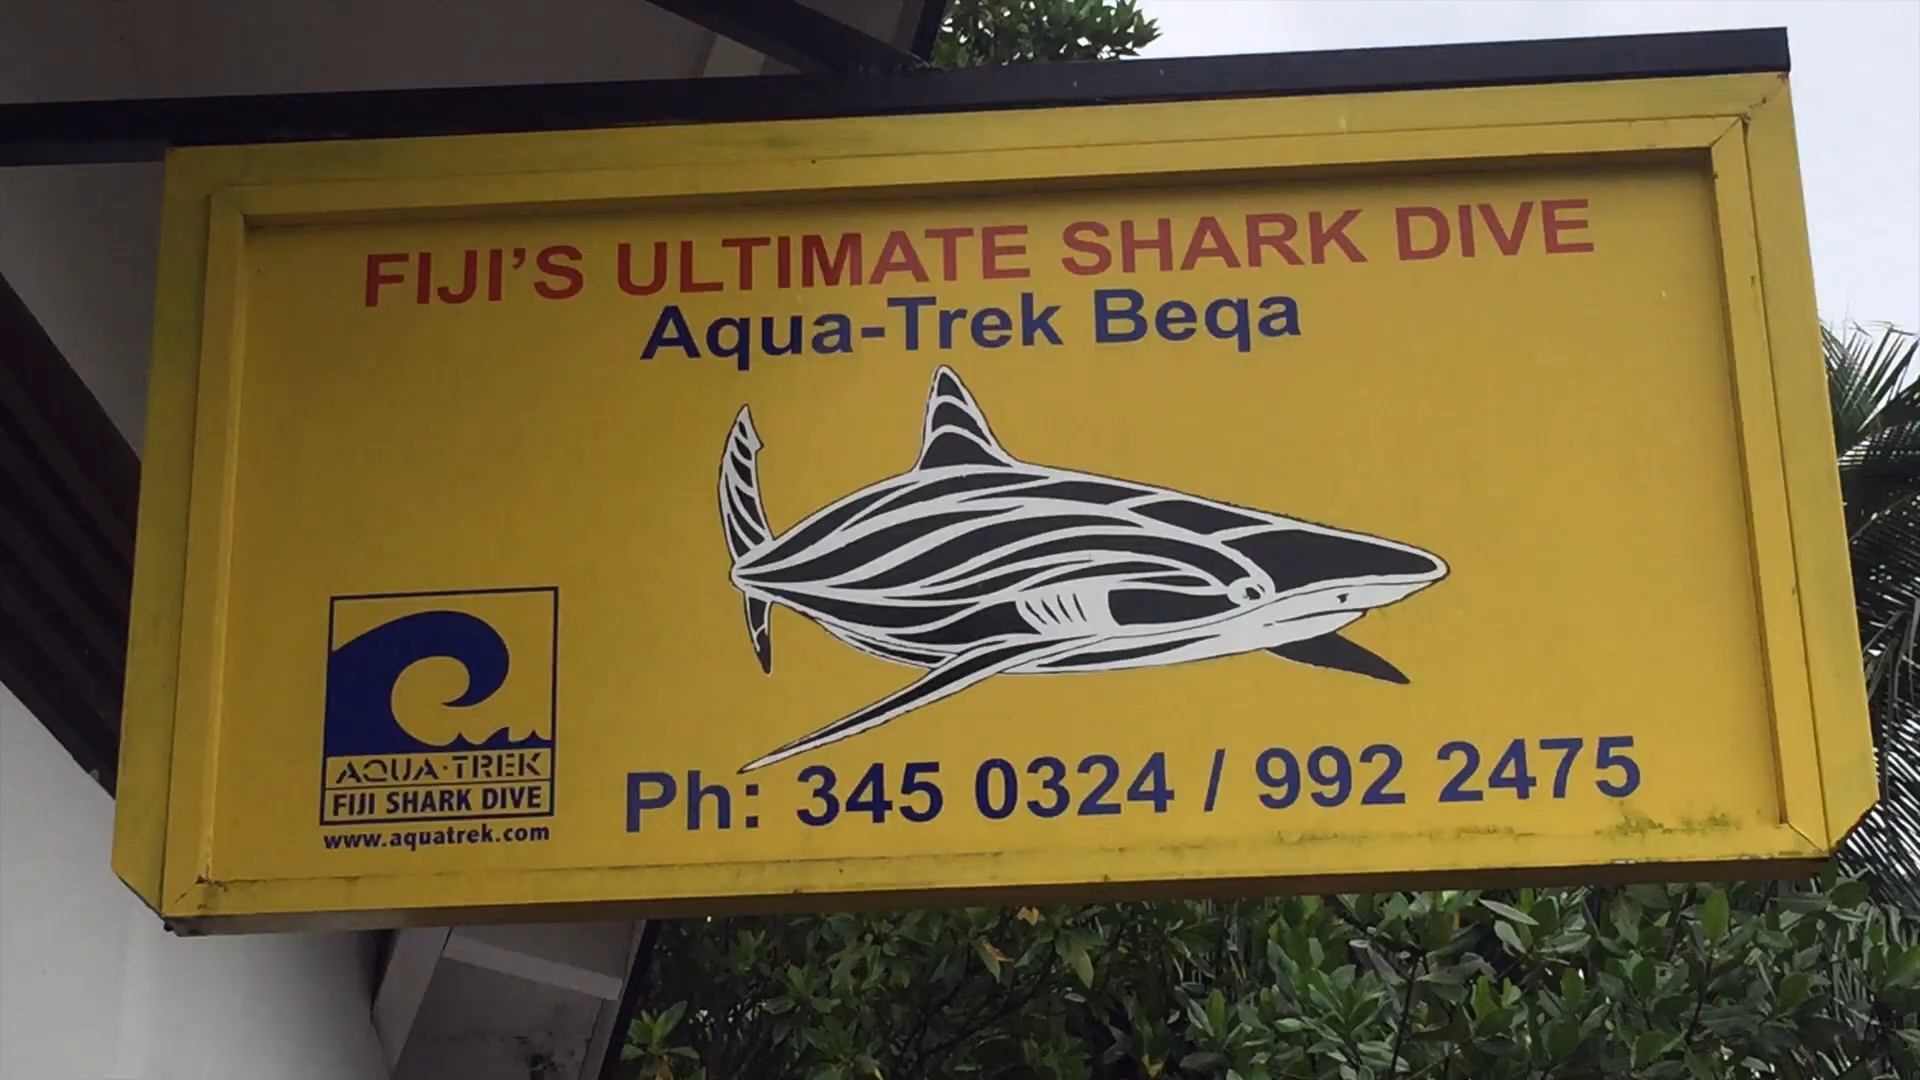 FIJI'S ULTIMATE SHARK DIVE
Aqua-Trek Beqa
AQUA·TREK
FIJI SHARK DIVE
www.aquatrek.com
Ph: 345 0324 / 992 2475